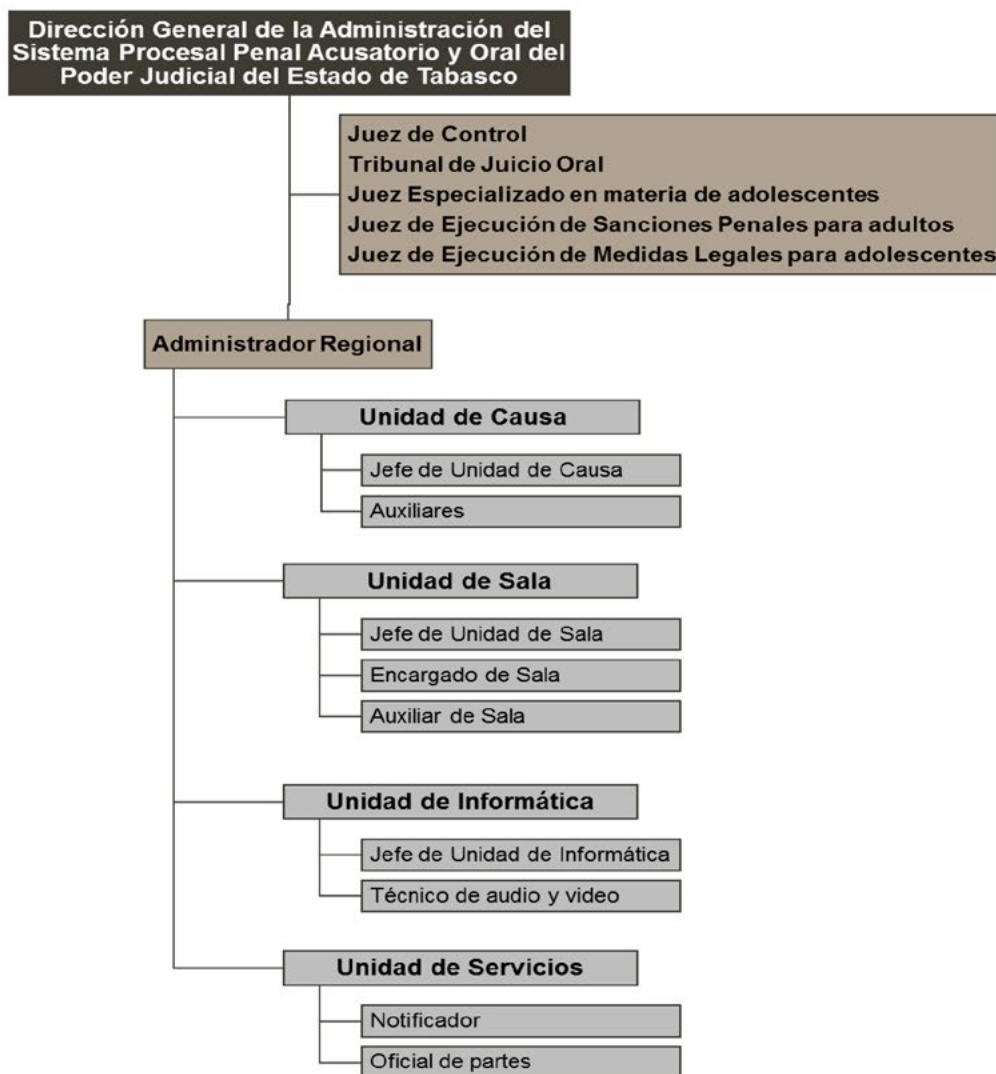 Dirección General de la Administración del
Sistema Procesal Penal Acusatorio y Oral del
Poder Judicial del Estado de Tabasco
Juez de Control
Tribunal de Juicio Oral
Juez Especializado en materia de adolescentes
Juez de Ejecución de Sanciones Penales para adultos
Juez de Ejecución de Medidas Legales para adolescentes
Administrador Regional
Unidad de Causa
Jefe de Unidad de Causa
Auxiliares
Unidad de Sala
Jefe de Unidad de Sala
Encargado de Sala
Auxiliar de Sala
Unidad de Informática
Jefe de Unidad de Informática
Técnico de audio y video
Unidad de Servicios
Notificador
Oficial de partes